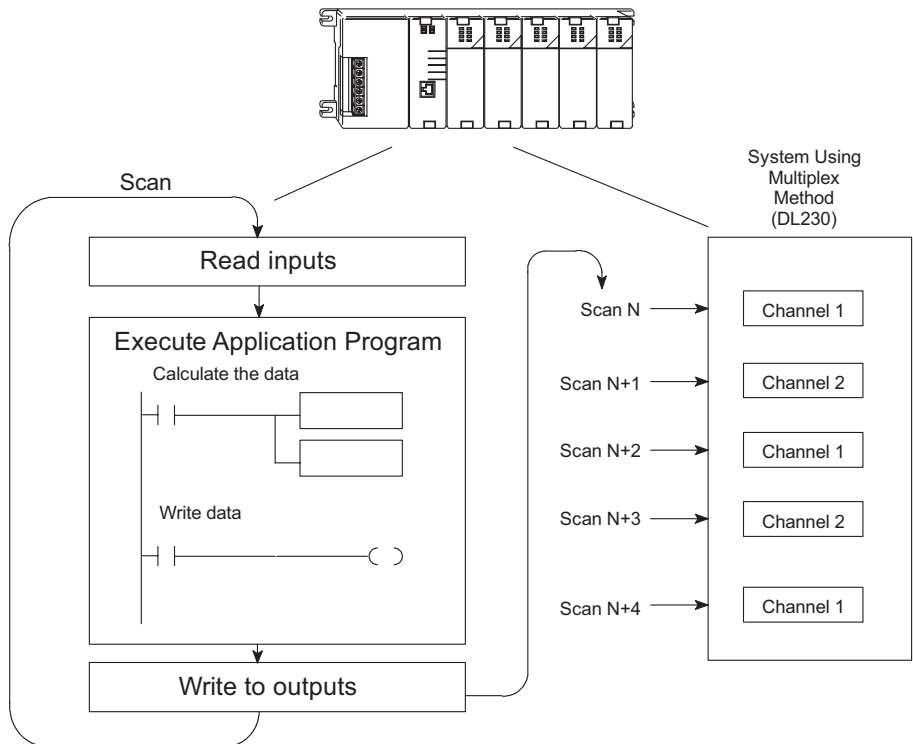 System Using
Multiplex
Method
(DL230)
Scan
Read inputs
Execute Application Program
Calculate the data
Write data
Write to outputs
Scan N
Channel 1
Scan N+1
Channel 2
Scan N+2
Channel 1
Scan N+3
Channel 2
Scan N+4
Channel 1